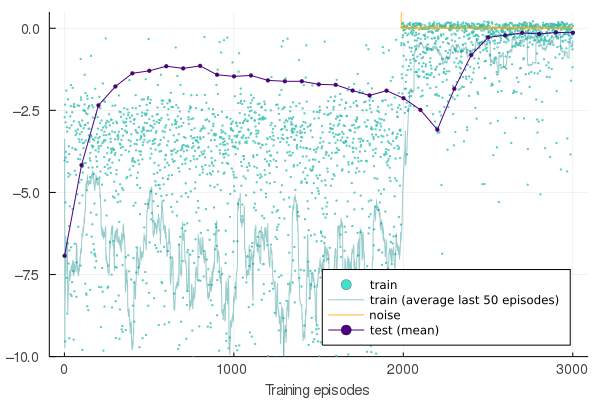 0.0
−2.5
−5.0
−7.5
−10.0
train
train (average last 50 episodes)
noise
test (mean)
0 1000 2000 3000
Training episodes